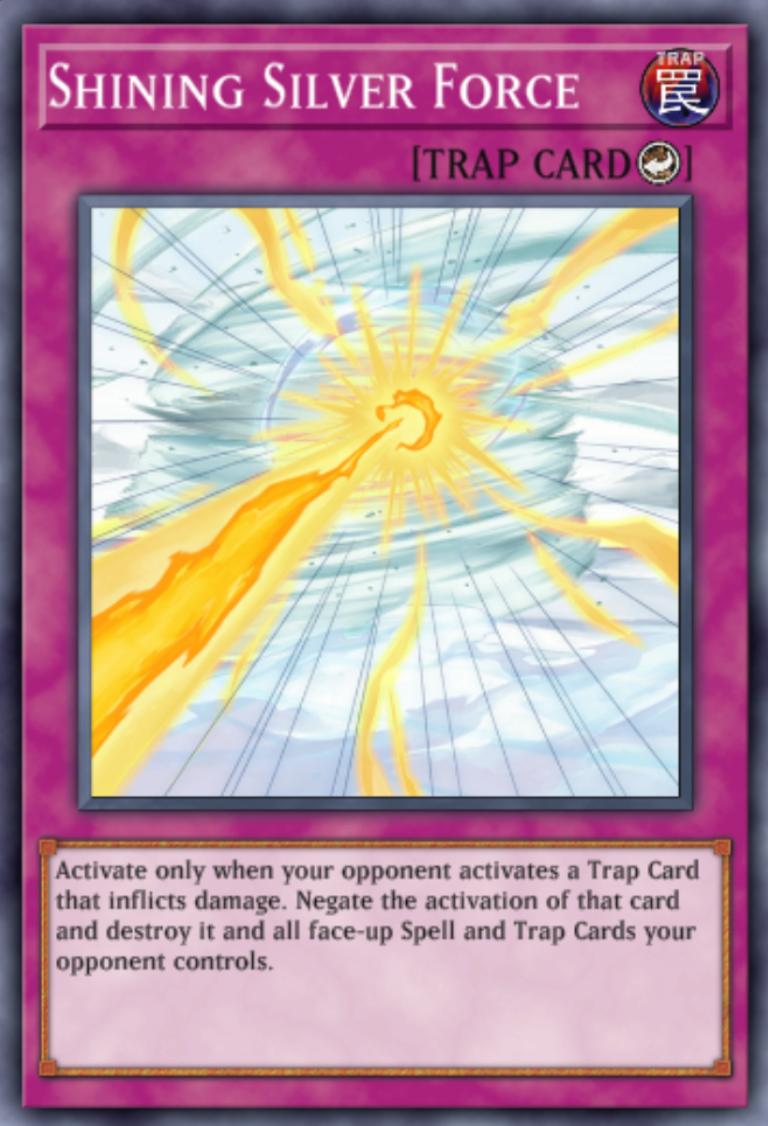 SHINING SILVER FORCE
TRAP
罠
[TRAP CARD]
Activate only when your opponent activates a Trap Card
that inflicts damage. Negate the activation of that card
and destroy it and all face-up Spell and Trap Cards your
opponent controls.